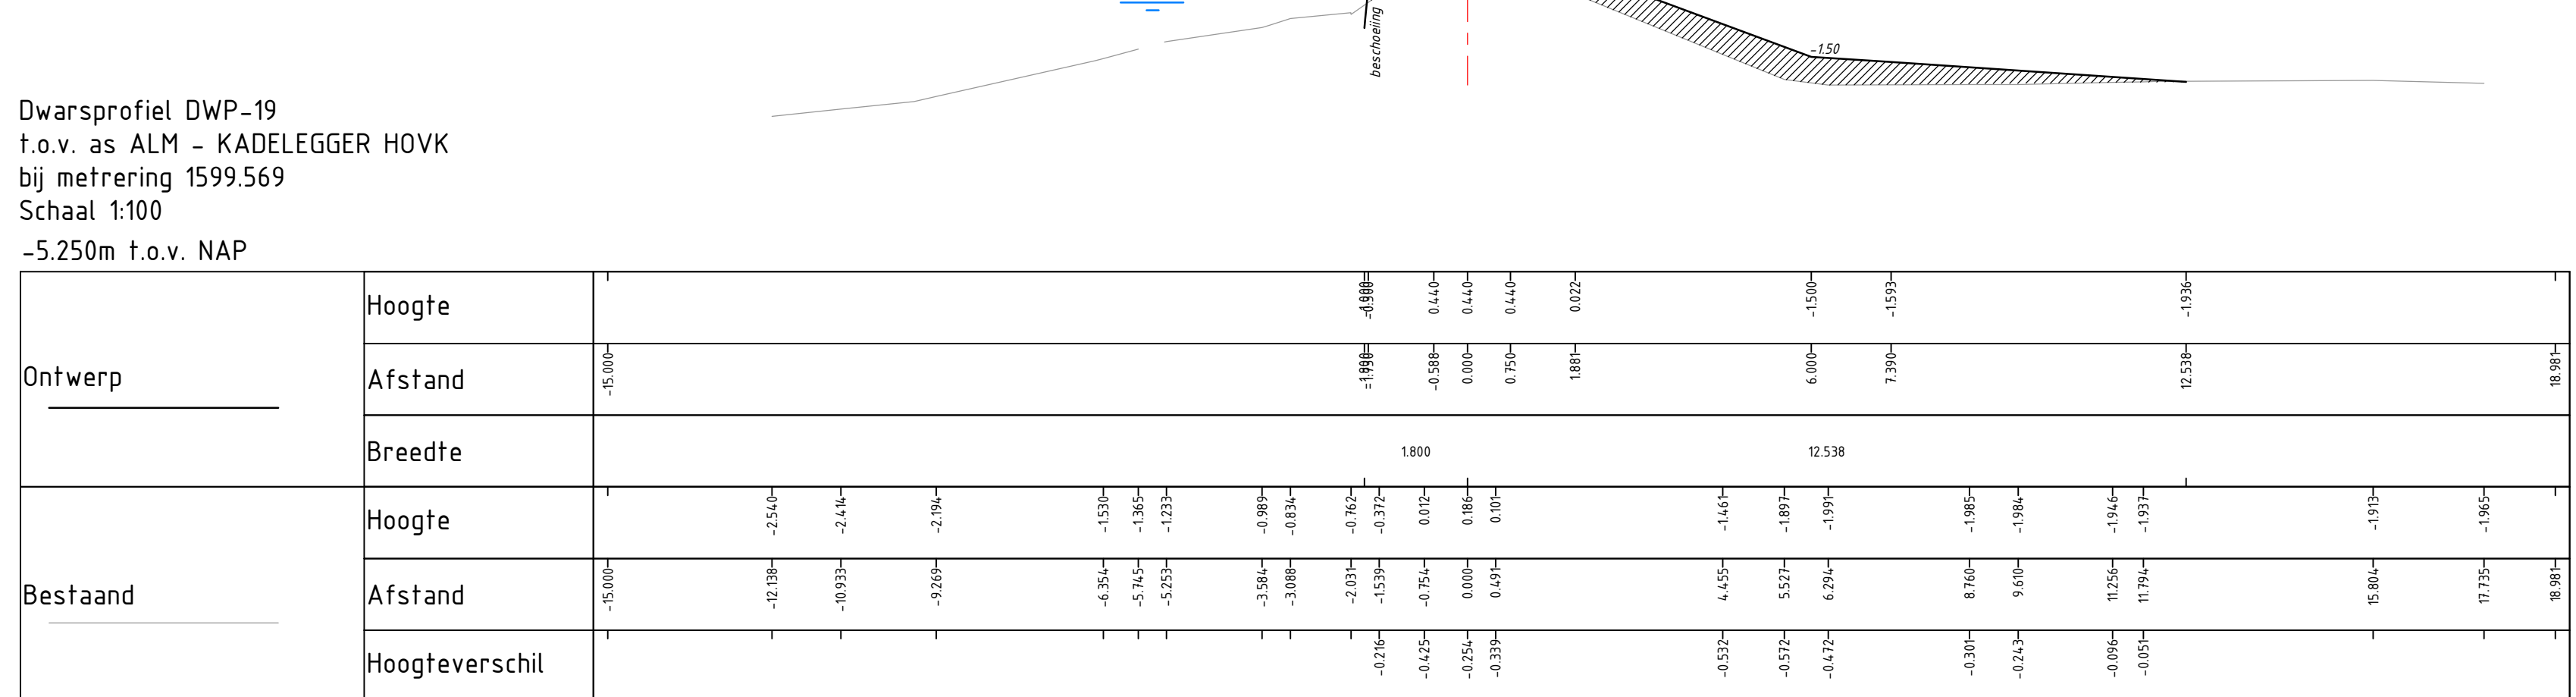 beschoeiing
-1.50
Dwarsprofiel DWP-19
t.o.v. as ALM - KADELEGGER HOVK
bij metrering 1599.569
Schaal 1:100
-5.250m t.o.v. NAP
Ontwerp
Hoogte 0.440 0.440 0.440 0.022 -1.500 -1.593 -1.936
Afstand -15.000 -0.588 0.000 0.750 1.881 6.000 7.390 12.538 18.981
Breedte 1.800 12.538
Bestaand
Hoogte -2.540 -2.414 -2.194 -1.530 -1.365 -1.233 -0.989 -0.834 -0.762 -0.372 0.012 0.186 0.101 -1.461 -1.897 -1.991 -1.985 -1.984 -1.946 -1.937 -1.913 -1.965
Afstand -15.000 -12.138 -10.933 -9.269 -6.354 -5.745 -5.253 -3.584 -3.088 -2.031 -1.539 -0.754 0.000 0.491 4.455 5.527 6.294 8.760 9.610 11.256 11.794 15.804 17.735 18.981
Hoogteverschil -0.216 -0.425 -0.254 -0.339 -0.532 -0.572 -0.472 -0.301 -0.243 -0.096 -0.051